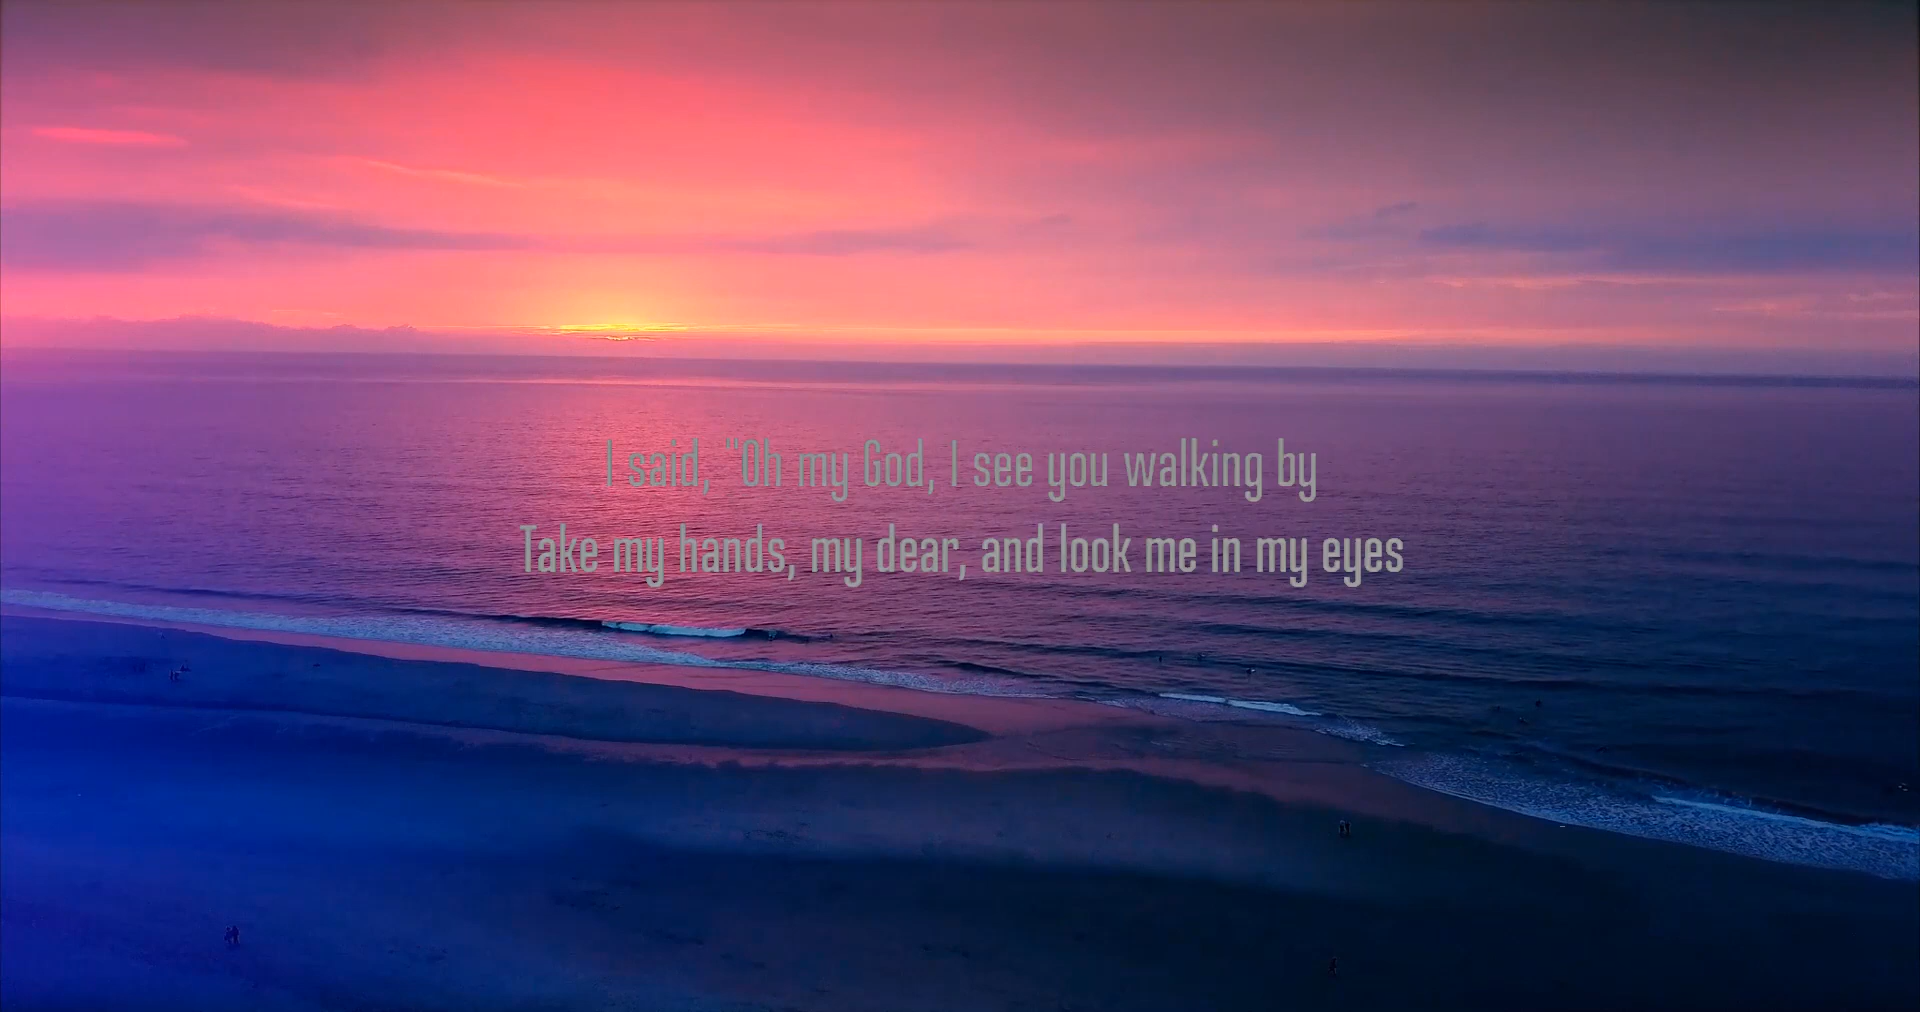 I said, "Oh my God, I see you walking by
Take my hands, my dear, and look me in my eyes